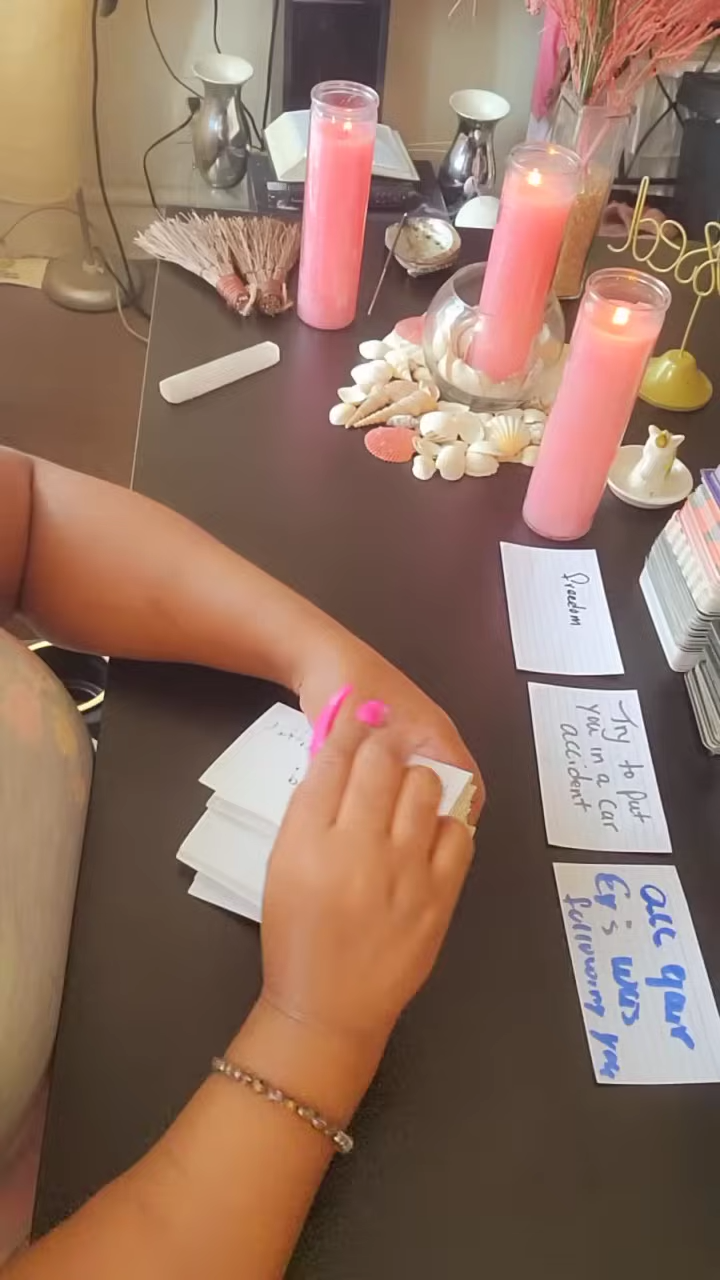 Freedom
Try to put
you in a car
accident
all your
Ex's was
following you